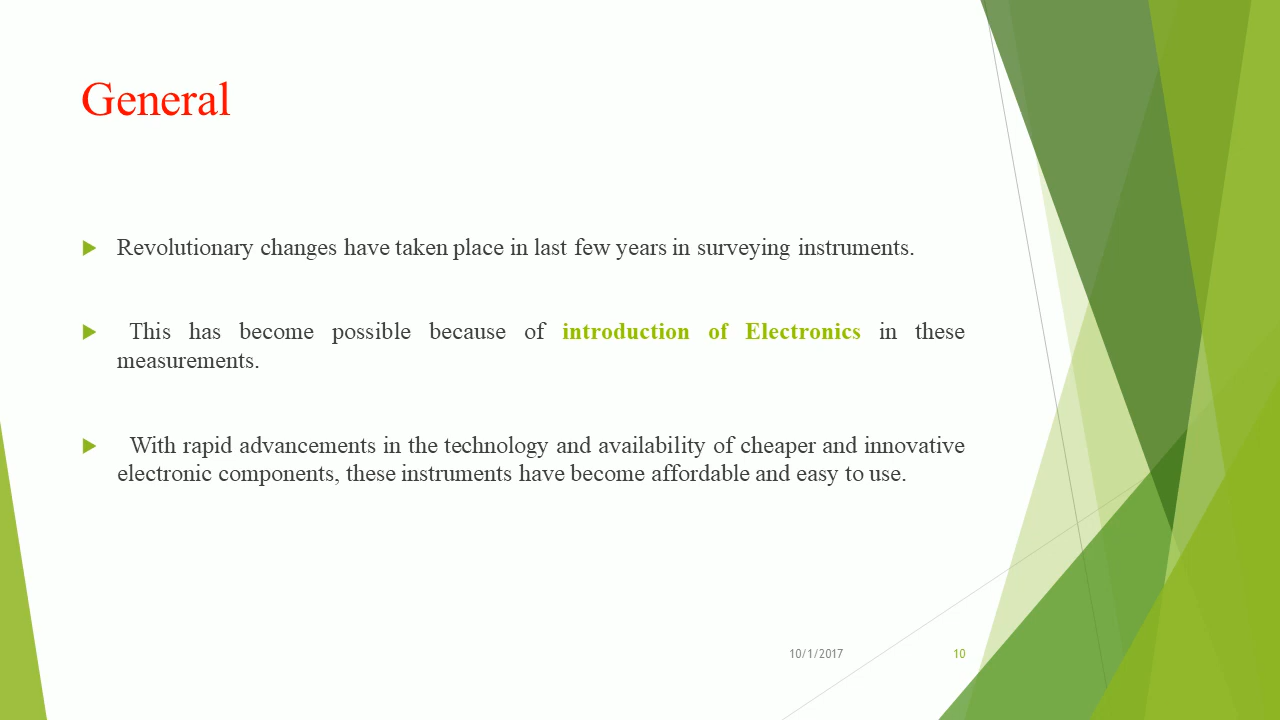 General
Revolutionary changes have taken place in last few years in surveying instruments.
This has become possible because of introduction of Electronics in these
measurements.
With rapid advancements in the technology and availability of cheaper and innovative
electronic components, these instruments have become affordable and easy to use.
10/1/2017
10